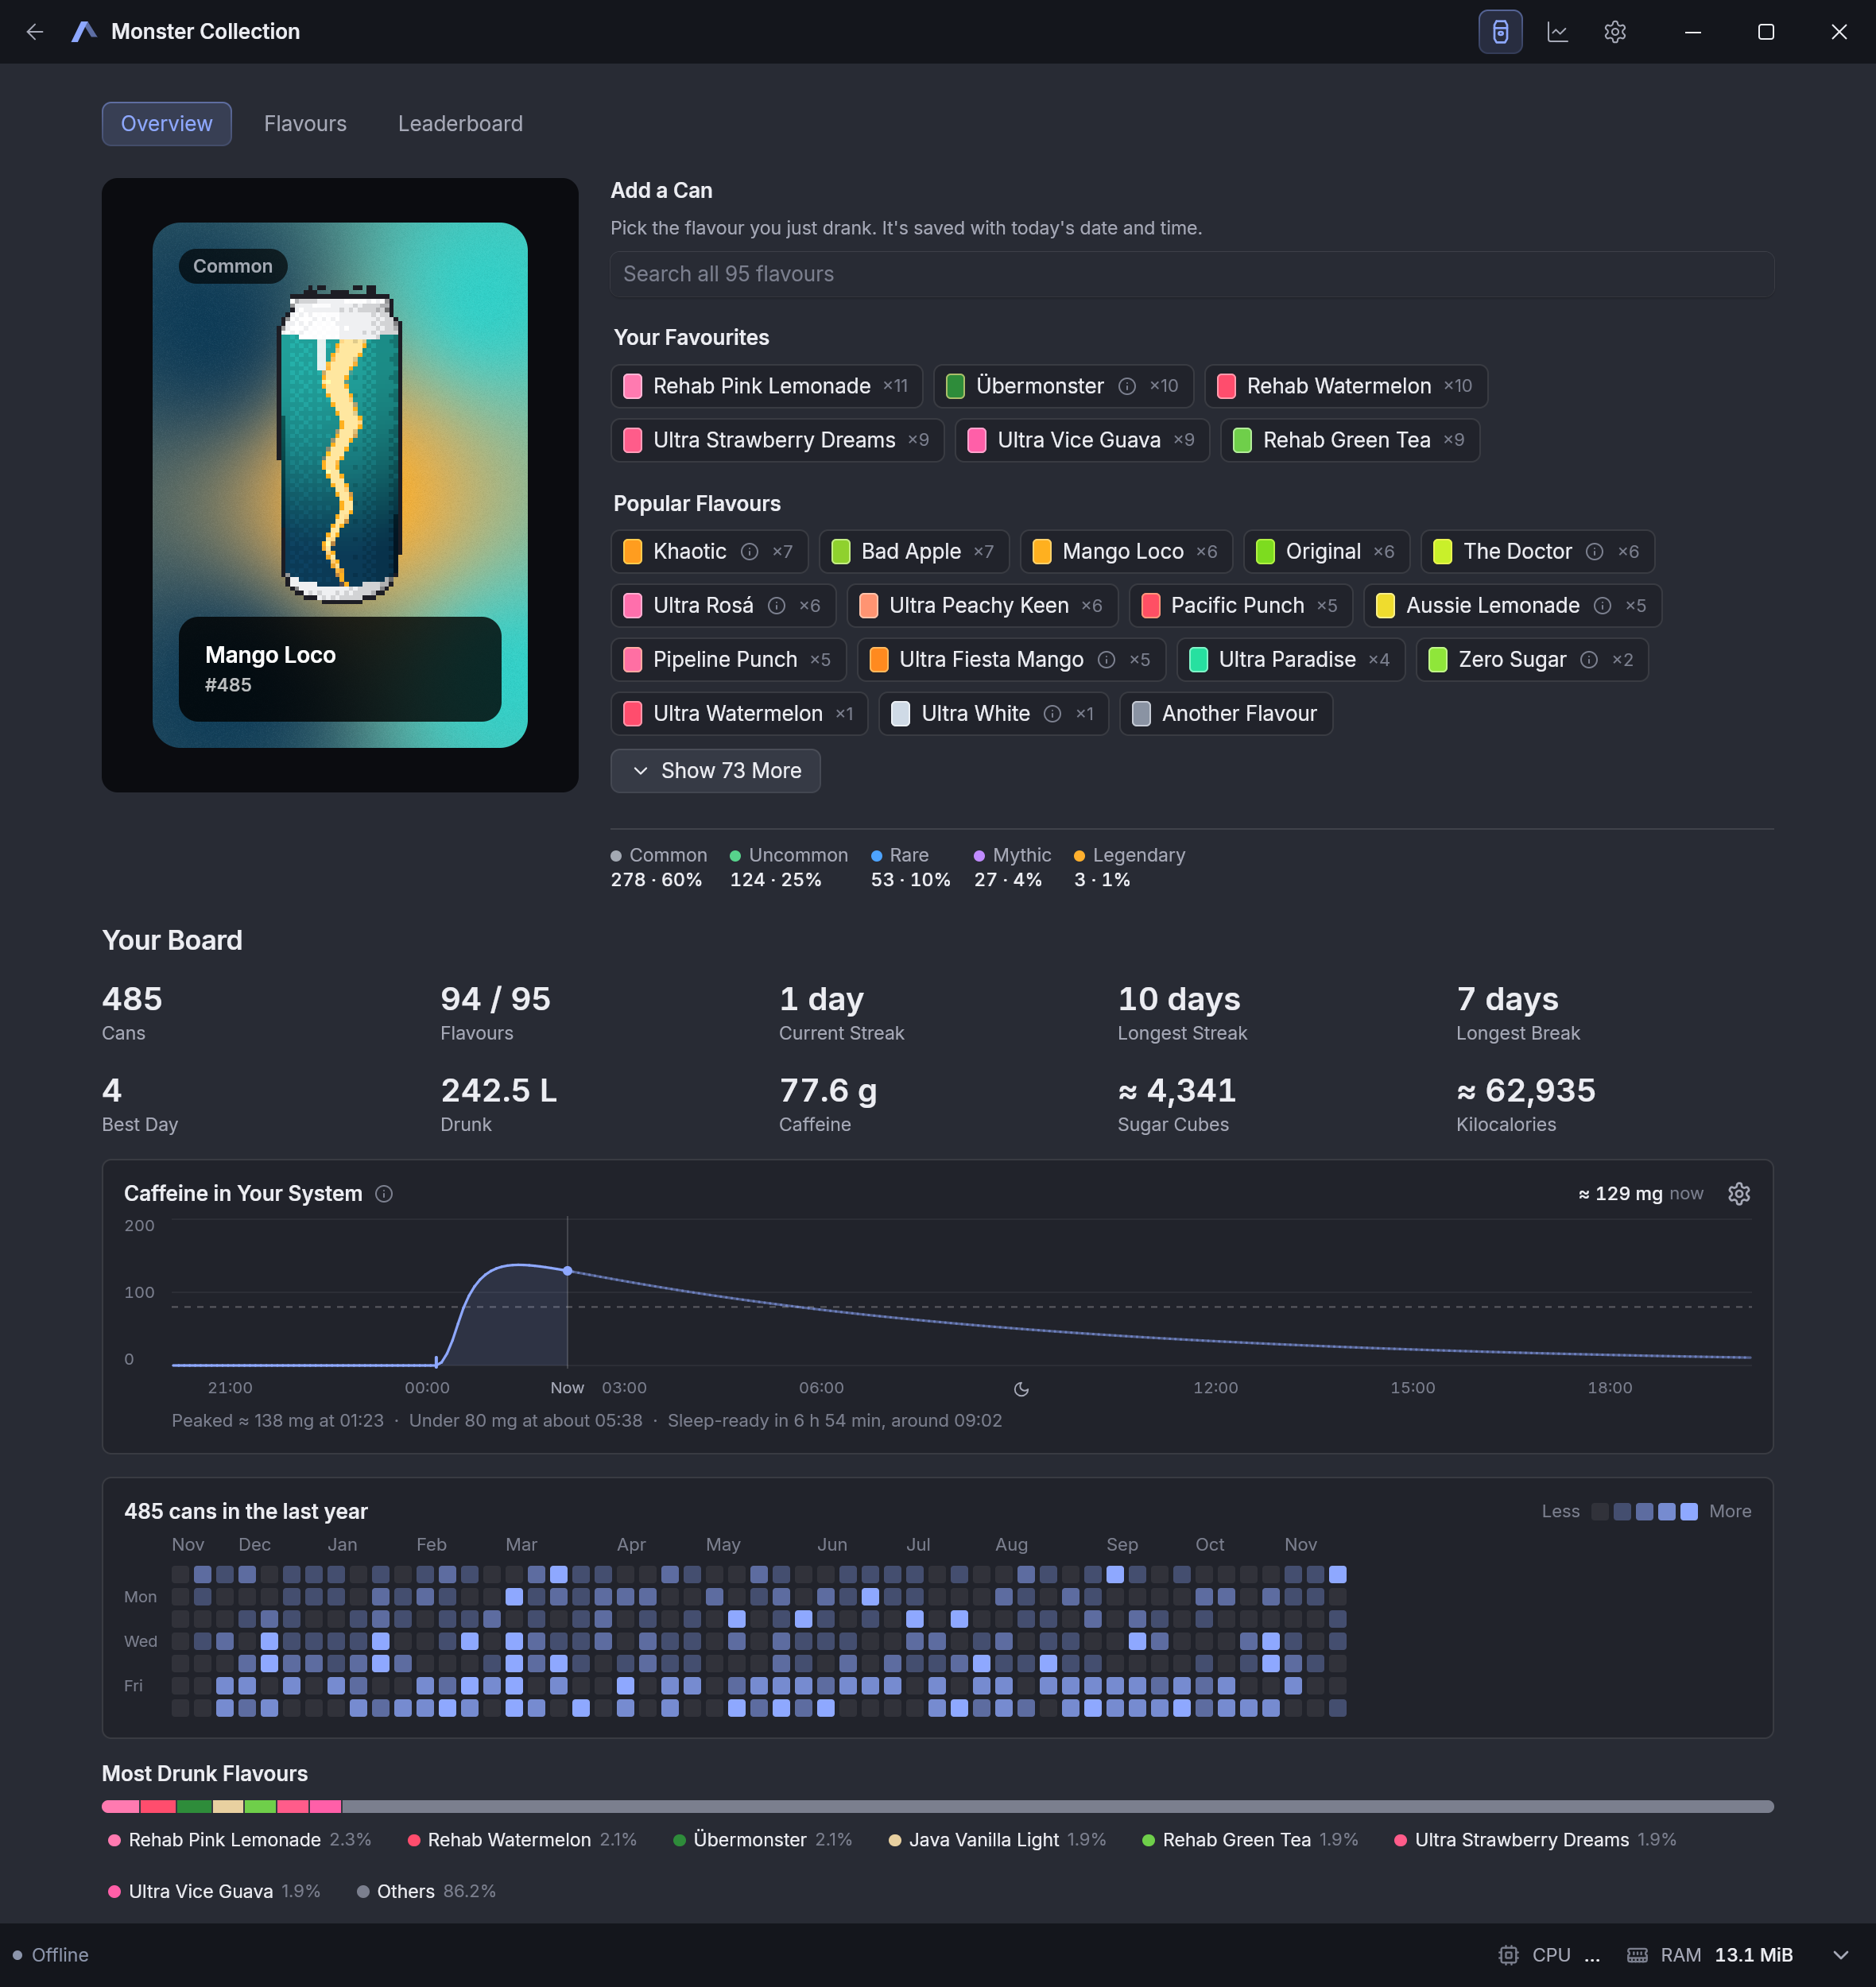 Monster Collection
Overview Flavours Leaderboard
Common
Mango Loco
#485
Add a Can
Pick the flavour you just drank. It's saved with today's date and time.
Search all 95 flavours
Your Favourites
Rehab Pink Lemonade ×11 Übermonster ×10 Rehab Watermelon ×10
Ultra Strawberry Dreams ×9 Ultra Vice Guava ×9 Rehab Green Tea ×9
Popular Flavours
Khaotic ×7 Bad Apple ×7 Mango Loco ×6 Original ×6 The Doctor ×6
Ultra Rosá ×6 Ultra Peachy Keen ×6 Pacific Punch ×5 Aussie Lemonade ×5
Pipeline Punch ×5 Ultra Fiesta Mango ×5 Ultra Paradise ×4 Zero Sugar ×2
Ultra Watermelon ×1 Ultra White ×1 Another Flavour
Show 73 More
Common Uncommon Rare Mythic Legendary
278 · 60% 124 · 25% 53 · 10% 27 · 4% 3 · 1%
Your Board
485 94 / 95 1 day 10 days 7 days
Cans Flavours Current Streak Longest Streak Longest Break
4 242.5 L 77.6 g ≈ 4,341 ≈ 62,935
Best Day Drunk Caffeine Sugar Cubes Kilocalories
Caffeine in Your System ≈ 129 mg now
200
100
0
21:00 00:00 Now 03:00 06:00 12:00 15:00 18:00
Peaked ≈ 138 mg at 01:23 · Under 80 mg at about 05:38 · Sleep-ready in 6 h 54 min, around 09:02
485 cans in the last year Less More
Nov Dec Jan Feb Mar Apr May Jun Jul Aug Sep Oct Nov
Mon
Wed
Fri
Most Drunk Flavours
Rehab Pink Lemonade 2.3% Rehab Watermelon 2.1% Übermonster 2.1% Java Vanilla Light 1.9% Rehab Green Tea 1.9% Ultra Strawberry Dreams 1.9%
Ultra Vice Guava 1.9% Others 86.2%
Offline CPU ... RAM 13.1 MiB